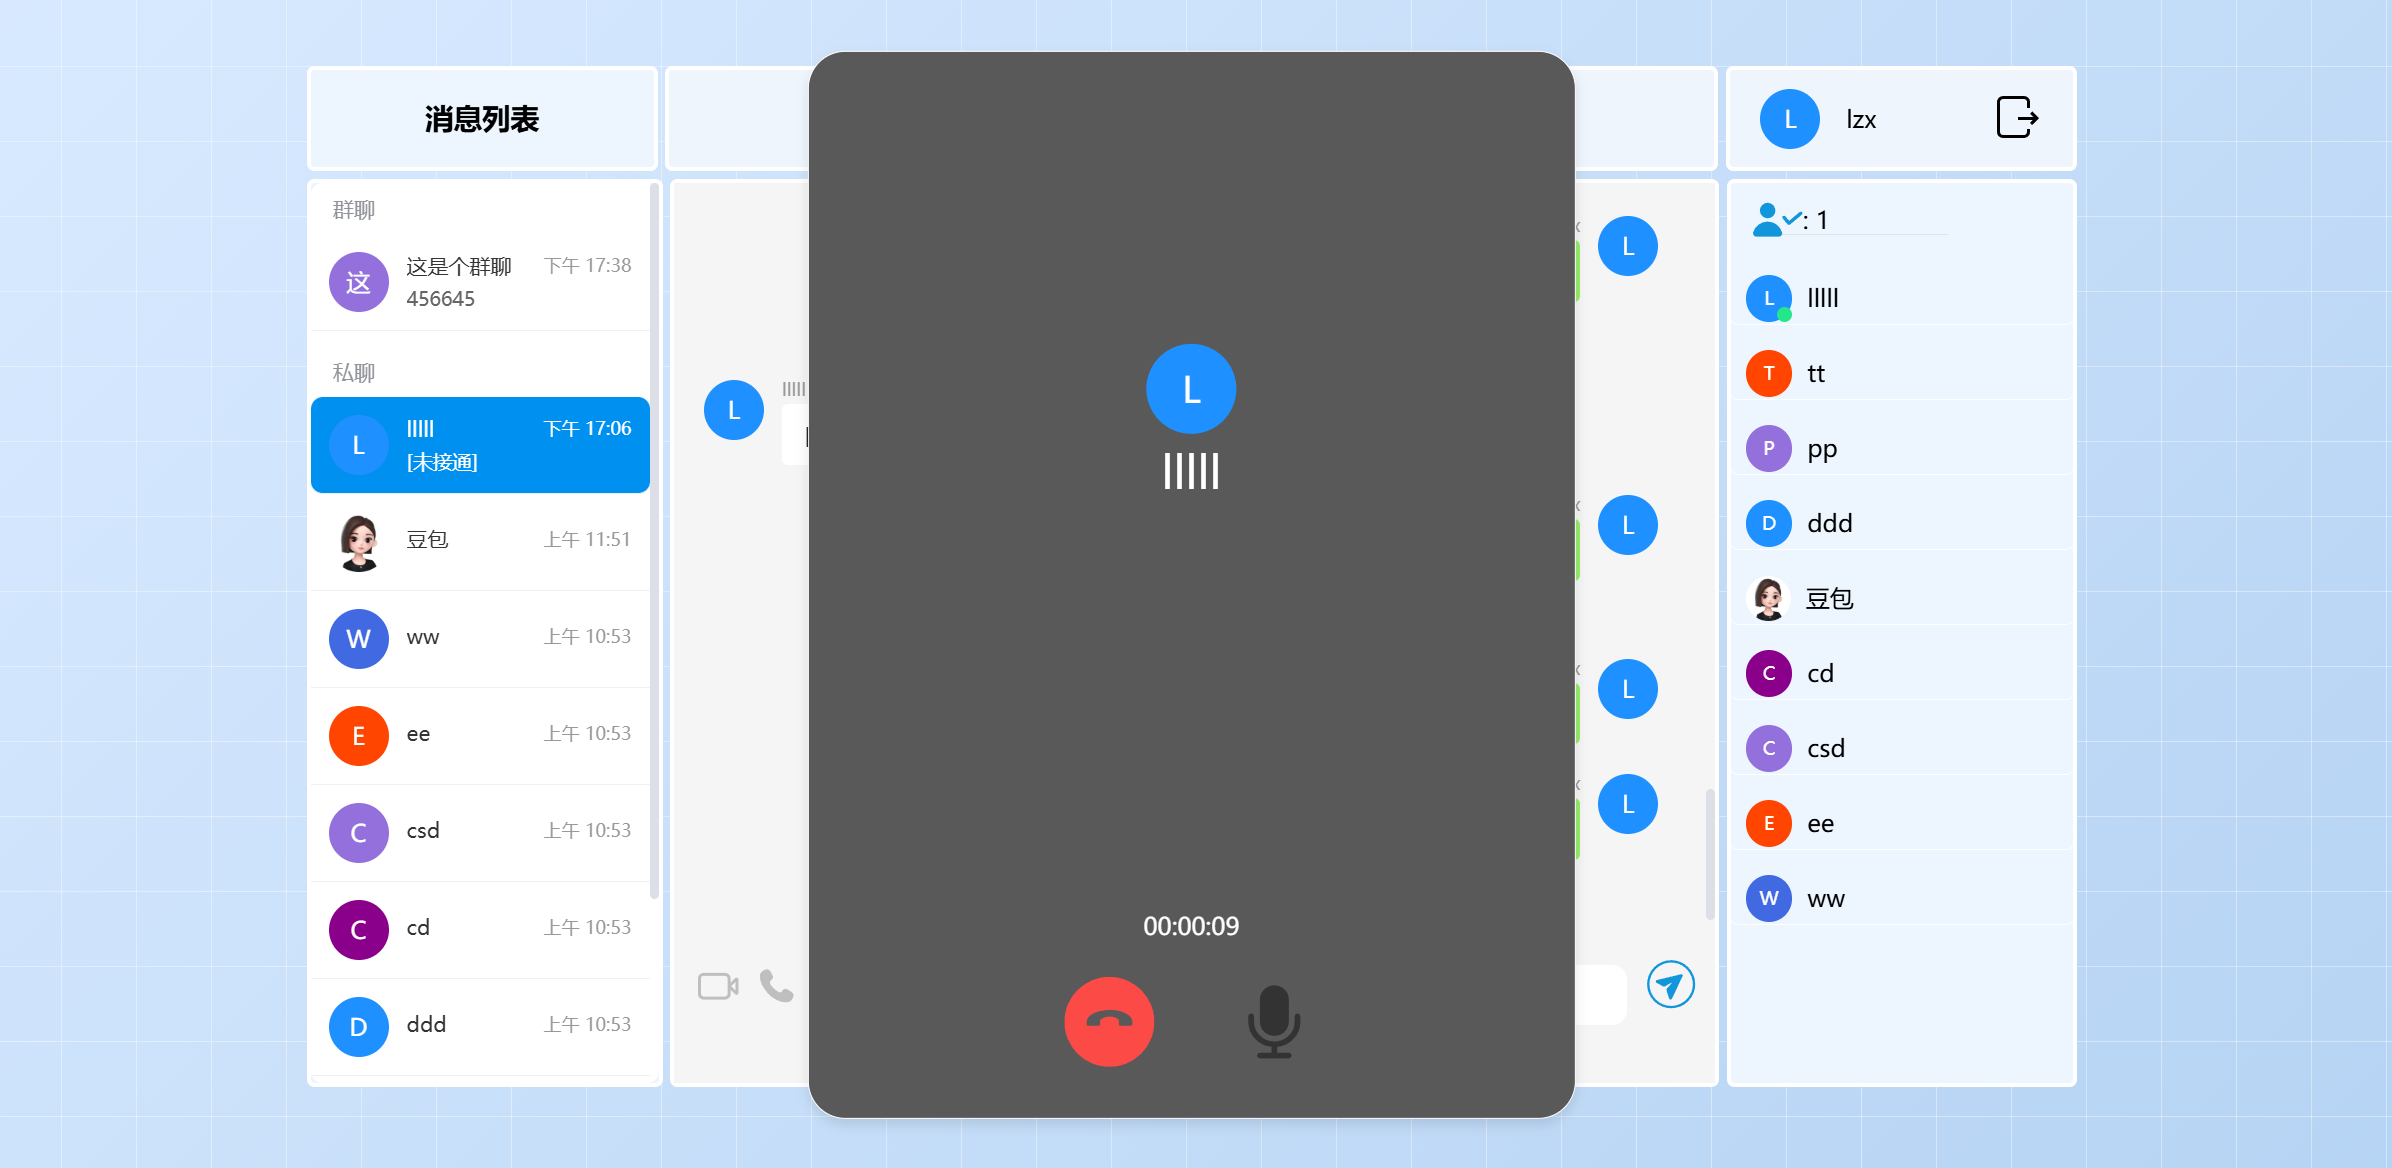 消息列表
群聊
这
这是个群聊
下午 17:38
456645
私聊
L
lllll
下午 17:06
[未接通]
豆包
上午 11:51
W
ww
上午 10:53
E
ee
上午 10:53
C
csd
上午 10:53
C
cd
上午 10:53
D
ddd
上午 10:53
L
lllll
x
L
x
L
x
L
x
L
L
lllll
00:00:09
L
lzx
: 1
L
lllll
T
tt
P
pp
D
ddd
豆包
C
cd
C
csd
E
ee
W
ww